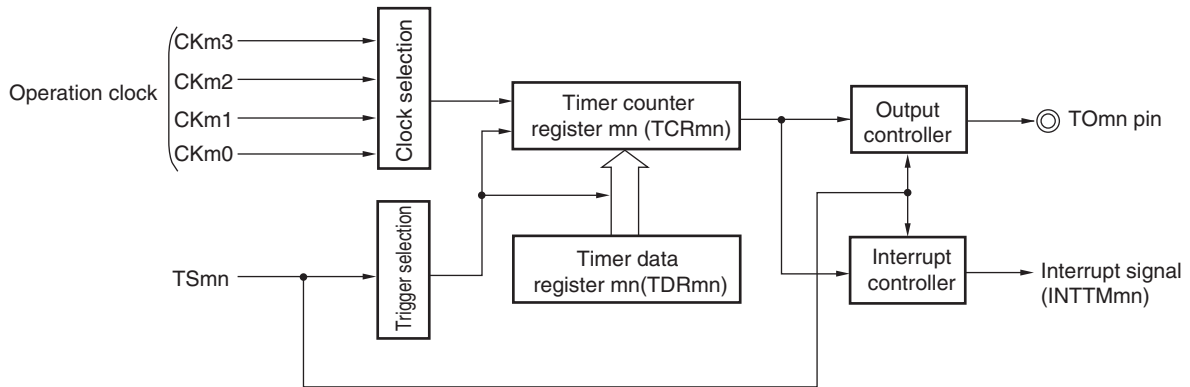 Operation clock
CKm3
CKm2
CKm1
CKm0
Clock selection
TSmn
Trigger selection
Timer counter
register mn (TCRmn)
Timer data
register mn(TDRmn)
Output
controller
TOmn pin
Interrupt
controller
Interrupt signal
(INTTMmn)